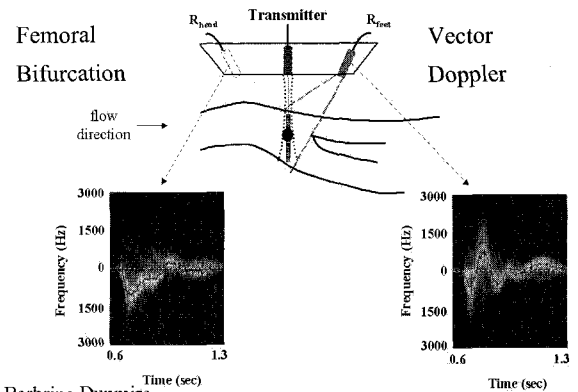 Transmitter
R_head
R_feet
Femoral
Bifurcation
Vector
Doppler
flow
direction
3000
1500
0
1500
3000
Frequency (Hz)
0.6
1.3
Time (sec)
3000
1500
0
1500
3000
Frequency (Hz)
0.6
1.3
Time (sec)